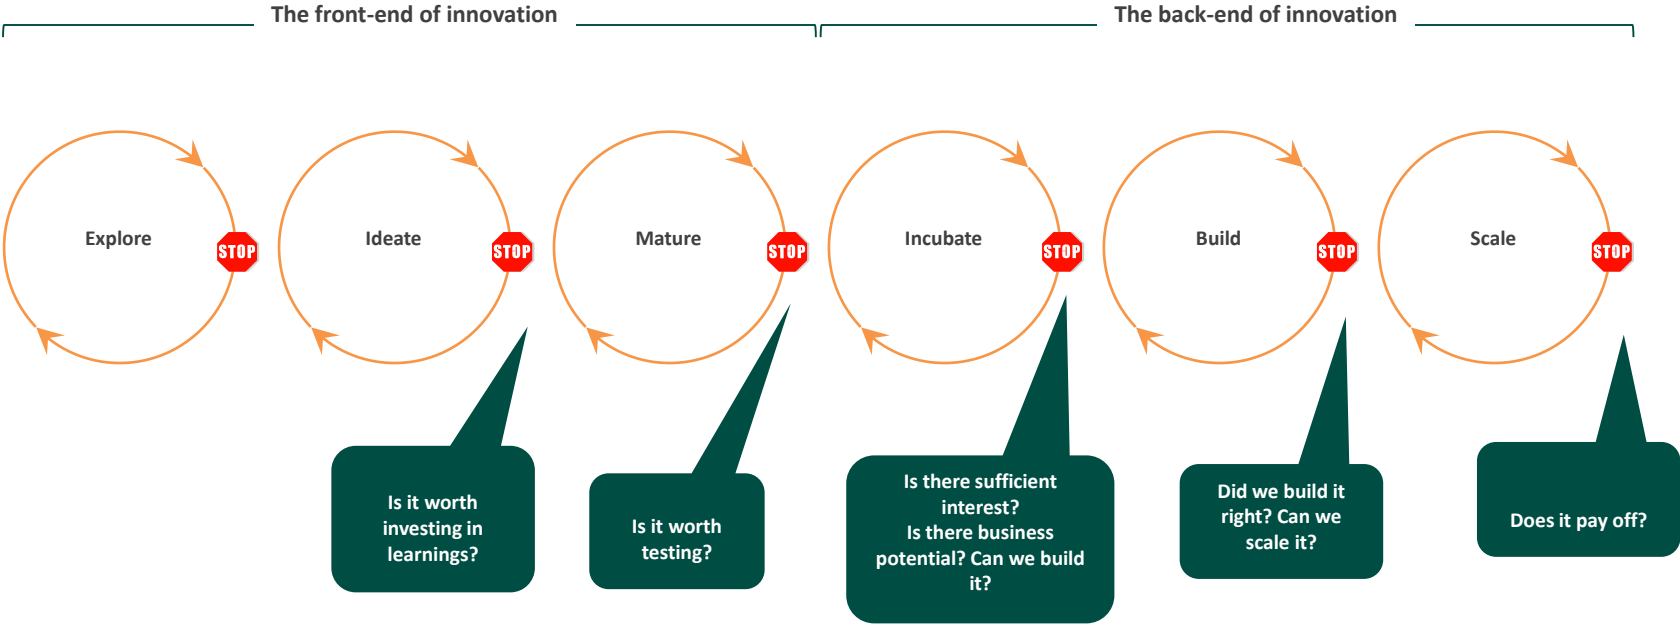 The front-end of innovation
The back-end of innovation
Explore
STOP
Ideate
STOP
Mature
STOP
Incubate
STOP
Build
STOP
Scale
STOP
Is it worth
investing in
learnings?
Is it worth
testing?
Is there sufficient
interest?
Is there business
potential? Can we build
it?
Did we build it
right? Can we
scale it?
Does it pay off?